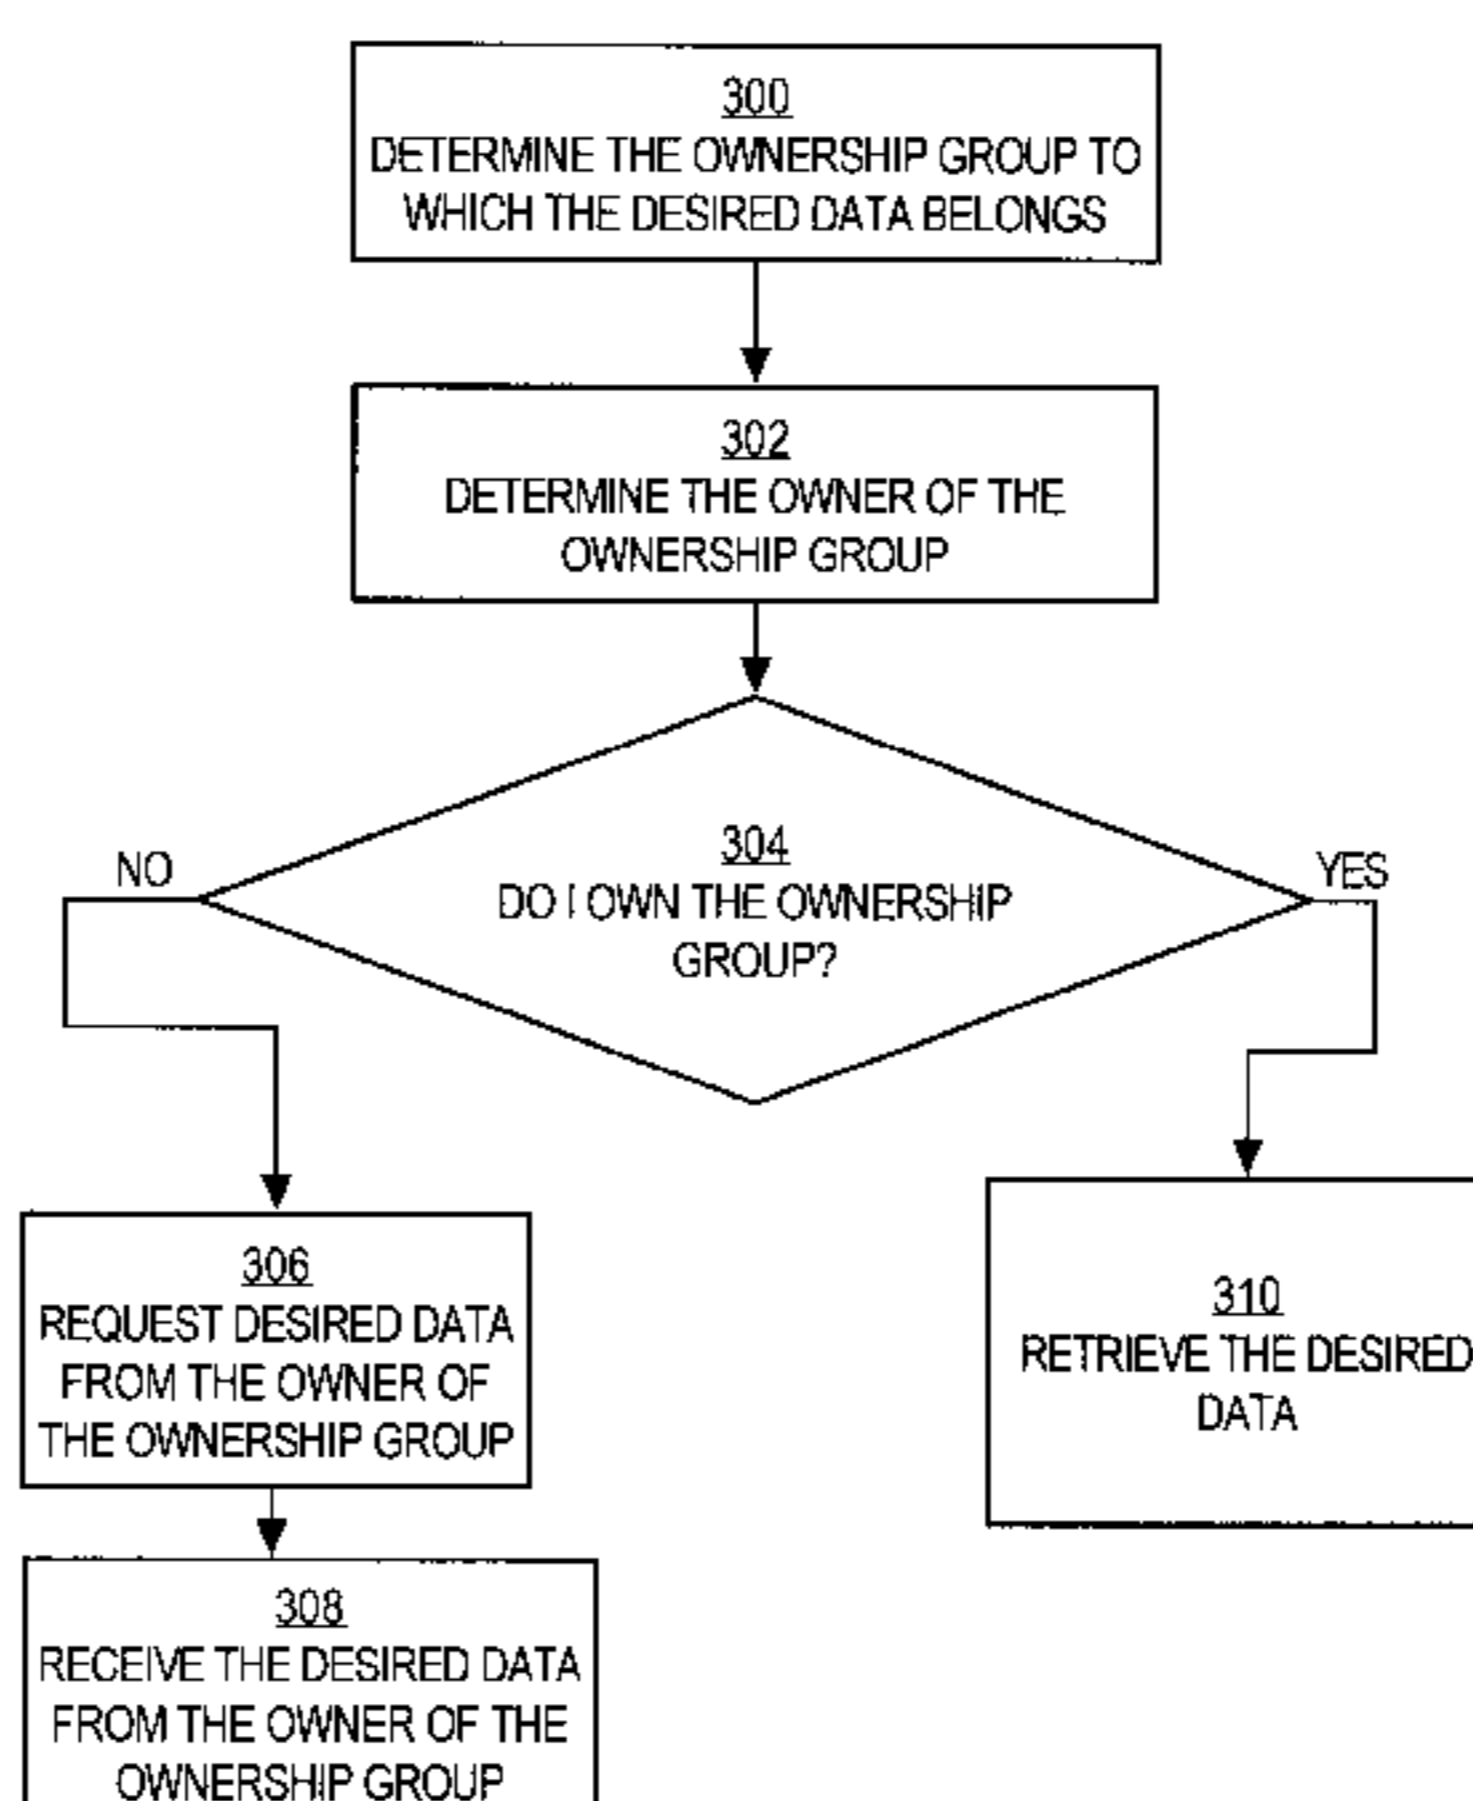 300
DETERMINE THE OWNERSHIP GROUP TO
WHICH THE DESIRED DATA BELONGS
302
DETERMINE THE OWNER OF THE
OWNERSHIP GROUP
304
DO I OWN THE OWNERSHIP
GROUP?
NO
YES
306
REQUEST DESIRED DATA
FROM THE OWNER OF
THE OWNERSHIP GROUP
310
RETRIEVE THE DESIRED
DATA
308
RECEIVE THE DESIRED DATA
FROM THE OWNER OF THE
OWNERSHIP GROUP